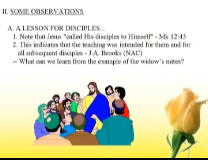 II. SOME OBSERVATIONS
A. A LESSON FOR DISCIPLES...
1. Note that Jesus "called His disciples to Himself" - Mk 12:43
2. This indicates that the teaching was intended for them and for
all subsequent disciples - J.A. Brooks (NAC)
-- What can we learn from the example of the widow's mites?